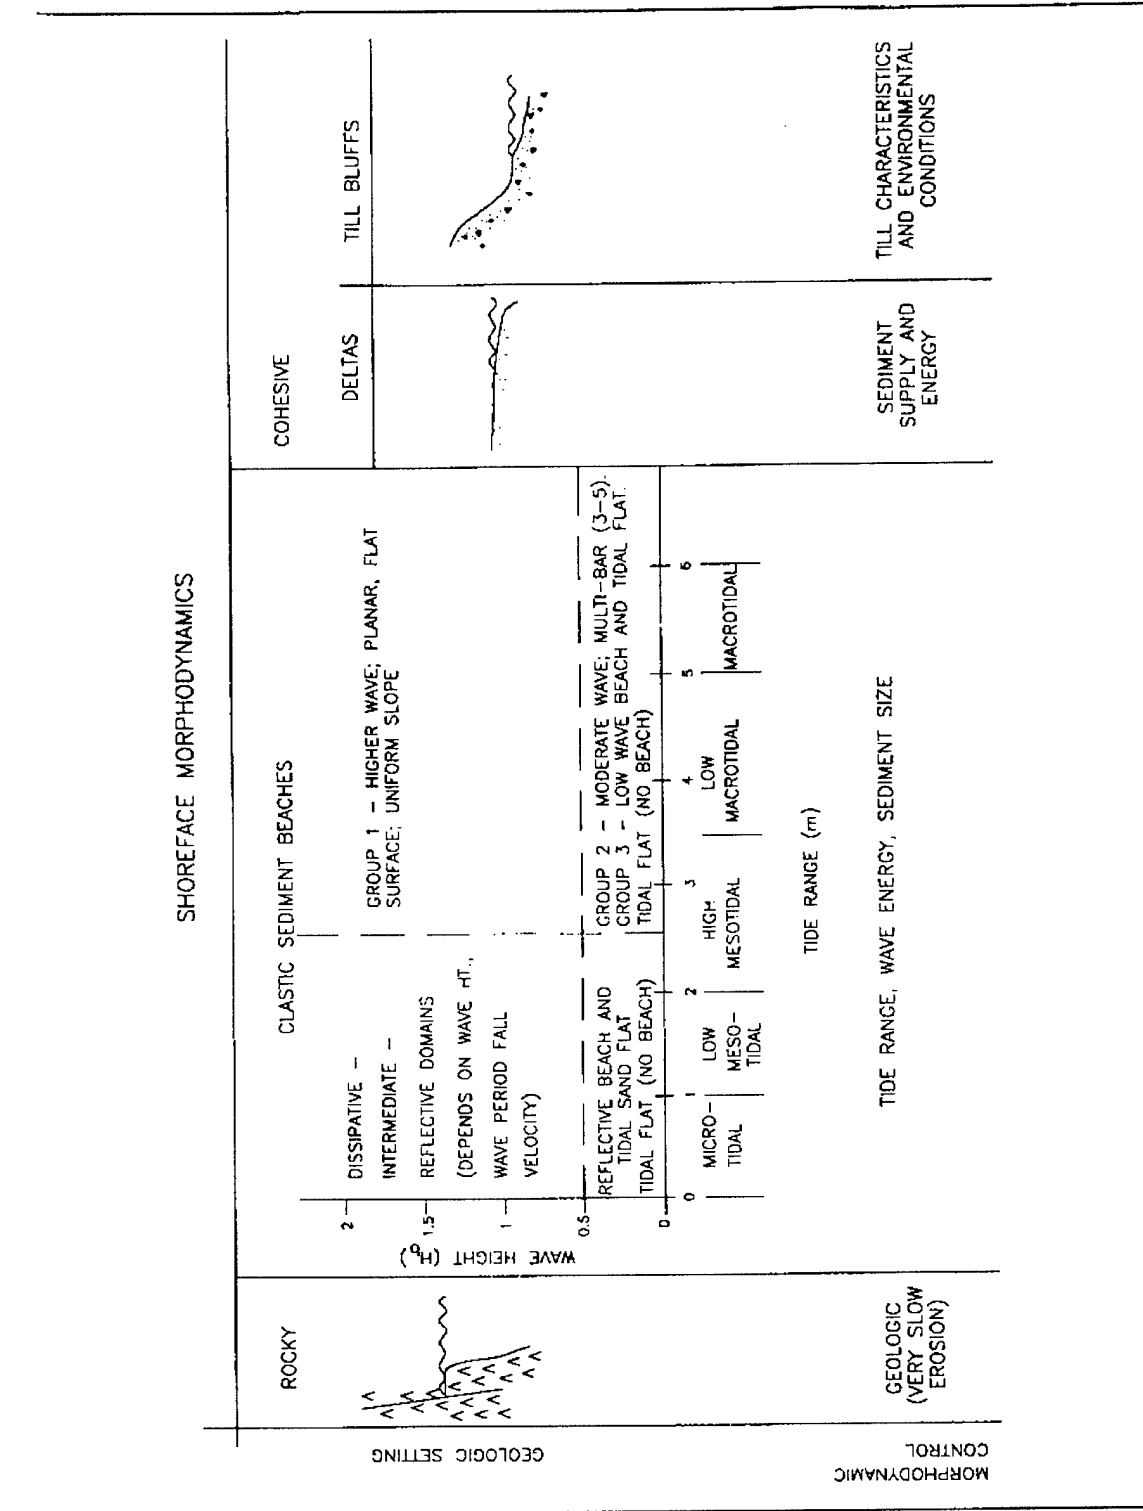 SHOREFACE MORPHODYNAMICS
ROCKY
CLASTIC SEDIMENT BEACHES
COHESIVE
DELTAS
TILL BLUFFS
GEOLOGIC SETTING
WAVE HEIGHT (Hb)
2
1.5
1
0.5
0
DISSIPATIVE –
INTERMEDIATE –
REFLECTIVE DOMAINS
(DEPENDS ON WAVE HT.,
WAVE PERIOD FALL
VELOCITY)
GROUP 1 – HIGHER WAVE; PLANAR, FLAT
SURFACE; UNIFORM SLOPE
REFLECTIVE BEACH AND
TIDAL SAND FLAT
TIDAL FLAT (NO BEACH)
GROUP 2 – MODERATE WAVE; MULTI–BAR (3–5).
GROUP 3 – LOW WAVE BEACH AND TIDAL FLAT.
TIDAL FLAT (NO BEACH)
0 1 2 3 4 5 6
MICRO–
TIDAL
LOW
MESO–
TIDAL
HIGH
MESOTIDAL
LOW
MACROTIDAL
MACROTIDAL
TIDE RANGE (m)
MORPHODYNAMIC
CONTROL
GEOLOGIC
(VERY SLOW
EROSION)
TIDE RANGE, WAVE ENERGY, SEDIMENT SIZE
SEDIMENT
SUPPLY AND
ENERGY
TILL CHARACTERISTICS
AND ENVIRONMENTAL
CONDITIONS